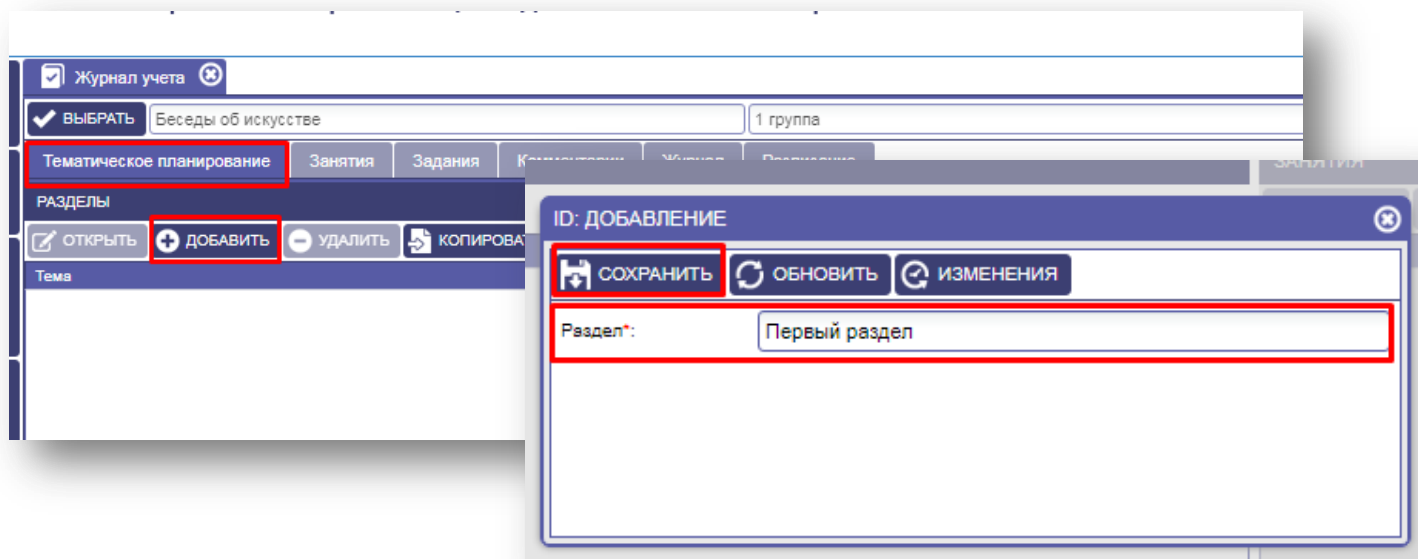 Журнал учета
ВЫБРАТЬ Беседы об искусстве 1 группа
Тематическое планирование Занятия Задания
РАЗДЕЛЫ
ОТКРЫТЬ ДОБАВИТЬ УДАЛИТЬ
Тема
ЗАНЯТИЯ
ID: ДОБАВЛЕНИЕ
СОХРАНИТЬ ОБНОВИТЬ ИЗМЕНЕНИЯ
Раздел*: Первый раздел